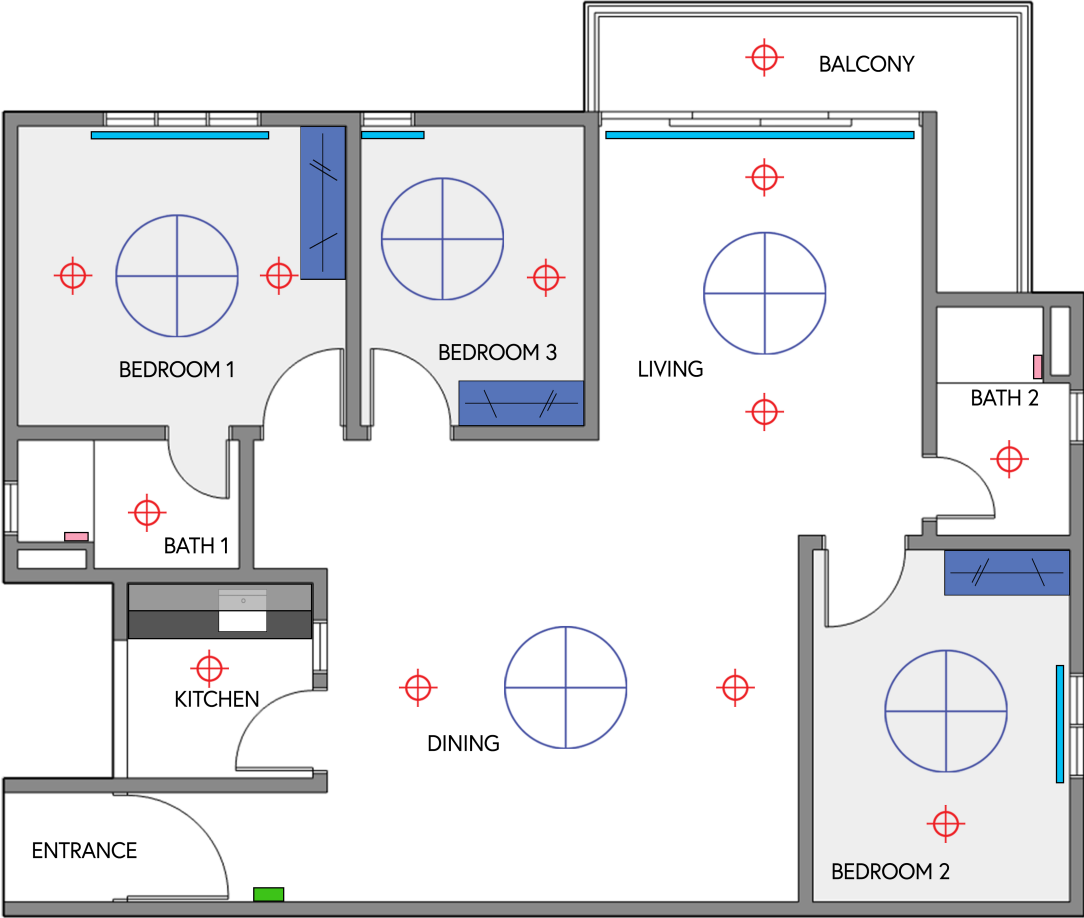 BALCONY
BEDROOM 1
BEDROOM 3
LIVING
BATH 2
BATH 1
KITCHEN
DINING
ENTRANCE
BEDROOM 2